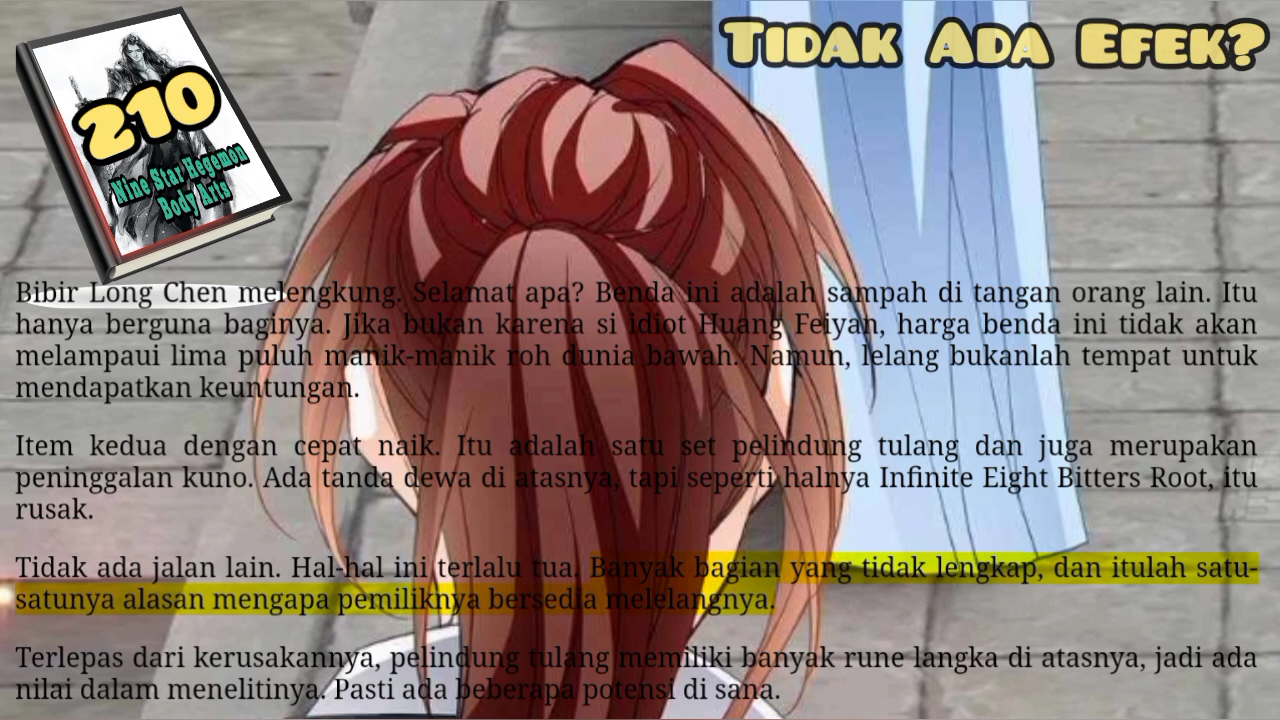 TIDAK ADA EFEK?
210
Nine Star Hegemon
Body Arts
Bibir Long Chen melengkung. Selamat apa? Benda ini adalah sampah di tangan orang lain. Itu
hanya berguna baginya. Jika bukan karena si idiot Huang Feiyan, harga benda ini tidak akan
melampaui lima puluh manik-manik roh dunia bawah. Namun, lelang bukanlah tempat untuk
mendapatkan keuntungan.
Item kedua dengan cepat naik. Itu adalah satu set pelindung tulang dan juga merupakan
peninggalan kuno. Ada tanda dewa di atasnya, tapi seperti halnya Infinite Eight Bitters Root, itu
rusak.
Tidak ada jalan lain. Hal-hal ini terlalu tua. Banyak bagian yang tidak lengkap, dan itulah satu-
satunya alasan mengapa pemiliknya bersedia melelangnya.
Terlepas dari kerusakannya, pelindung tulang memiliki banyak rune langka di atasnya, jadi ada
nilai dalam menelitinya. Pasti ada beberapa potensi di sana.